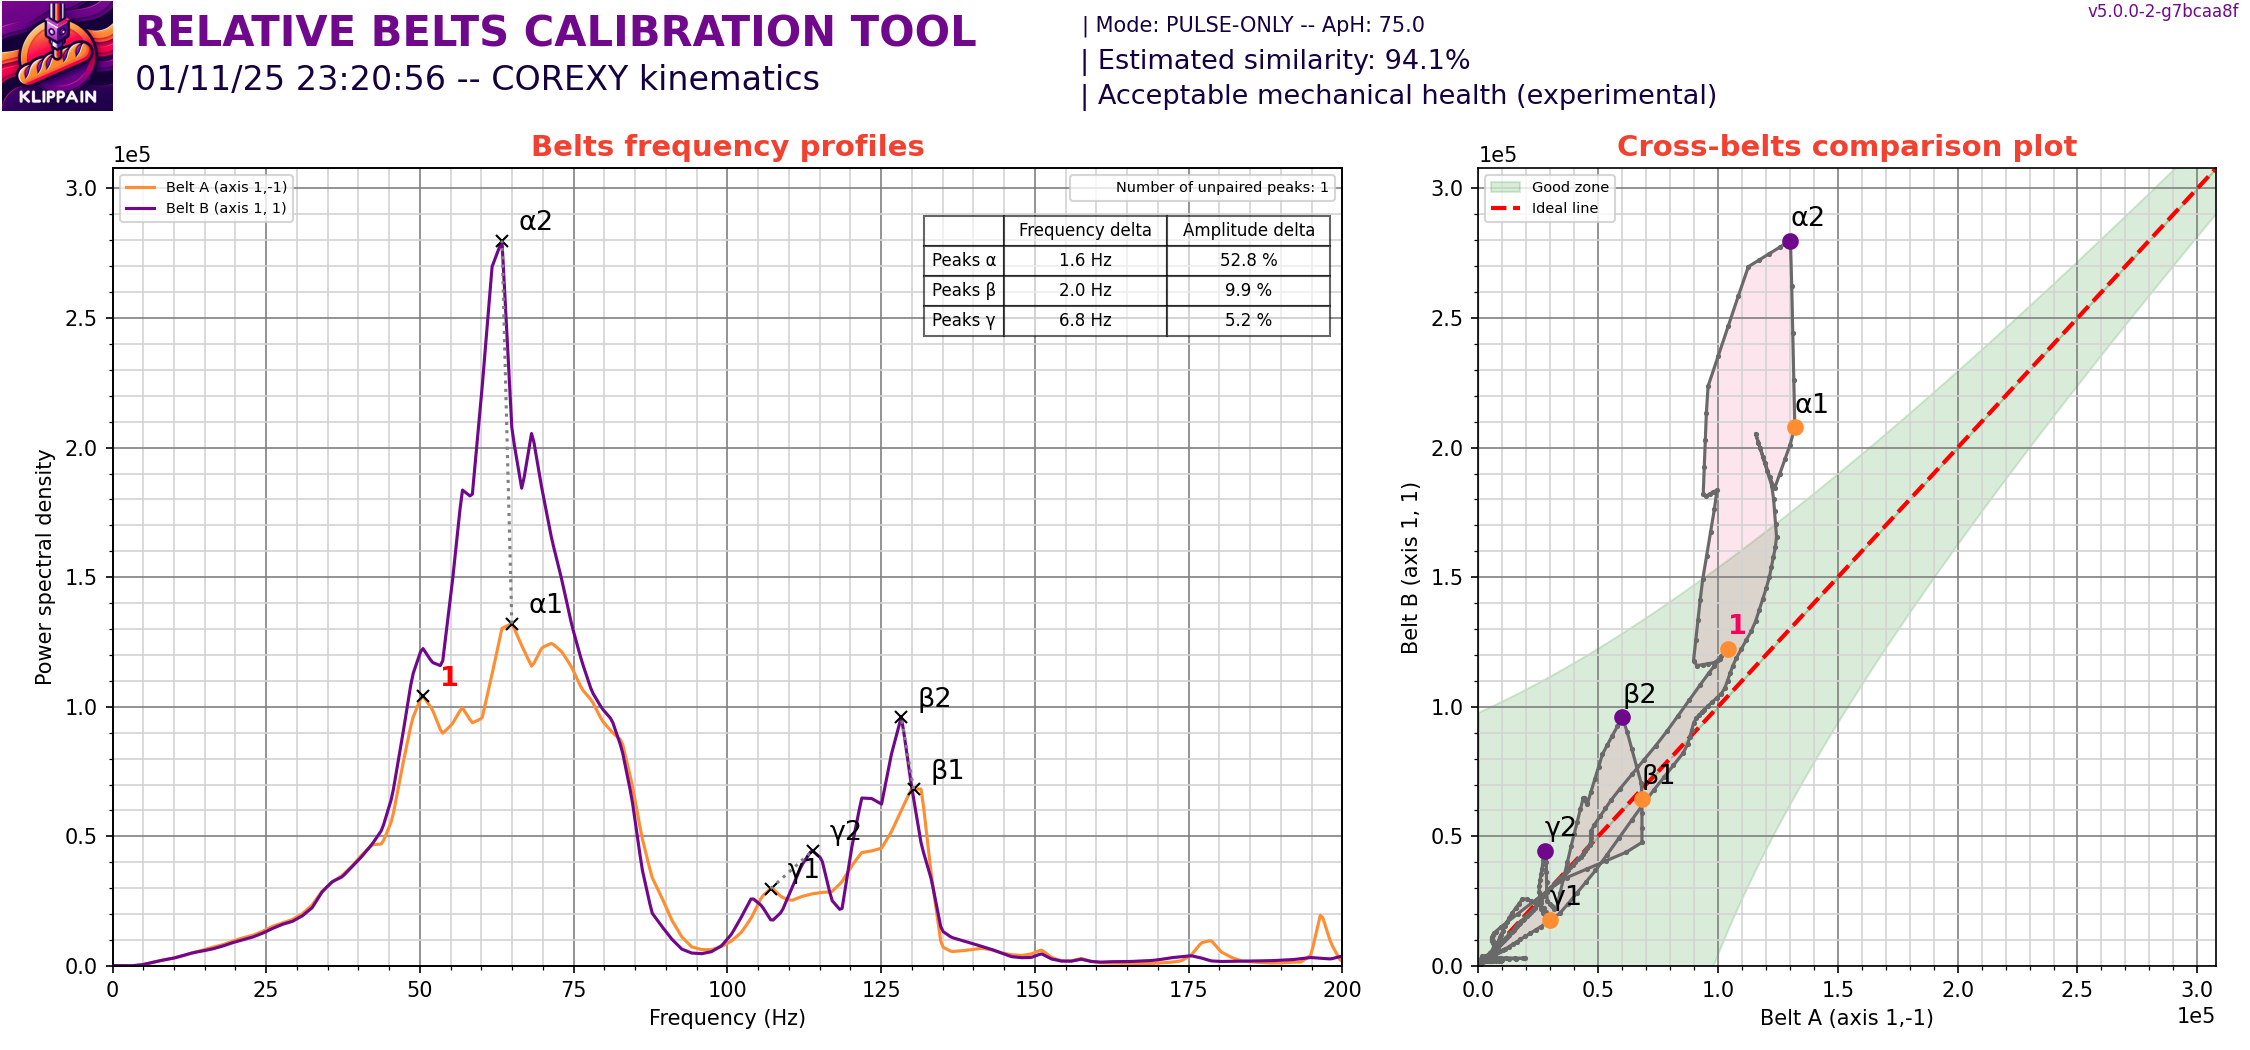 v5.0.0-2-g7bcaa8f
KLIPPAIN
RELATIVE BELTS CALIBRATION TOOL
01/11/25 23:20:56 -- COREXY kinematics
| Mode: PULSE-ONLY -- ApH: 75.0
| Estimated similarity: 94.1%
| Acceptable mechanical health (experimental)
Belts frequency profiles
1e5
Belt A (axis 1,-1)
Belt B (axis 1, 1)
Number of unpaired peaks: 1
Frequency delta Amplitude delta
Peaks α 1.6 Hz 52.8 %
Peaks β 2.0 Hz 9.9 %
Peaks γ 6.8 Hz 5.2 %
α2
α1
1
β2
β1
γ2
γ1
3.0
2.5
2.0
1.5
1.0
0.5
0.0
Power spectral density
0 25 50 75 100 125 150 175 200
Frequency (Hz)
Cross-belts comparison plot
1e5
Good zone
Ideal line
α2
α1
1
β2
β1
γ2
γ1
3.0
2.5
2.0
1.5
1.0
0.5
0.0
Belt B (axis 1, 1)
0.0 0.5 1.0 1.5 2.0 2.5 3.0
Belt A (axis 1,-1)
1e5